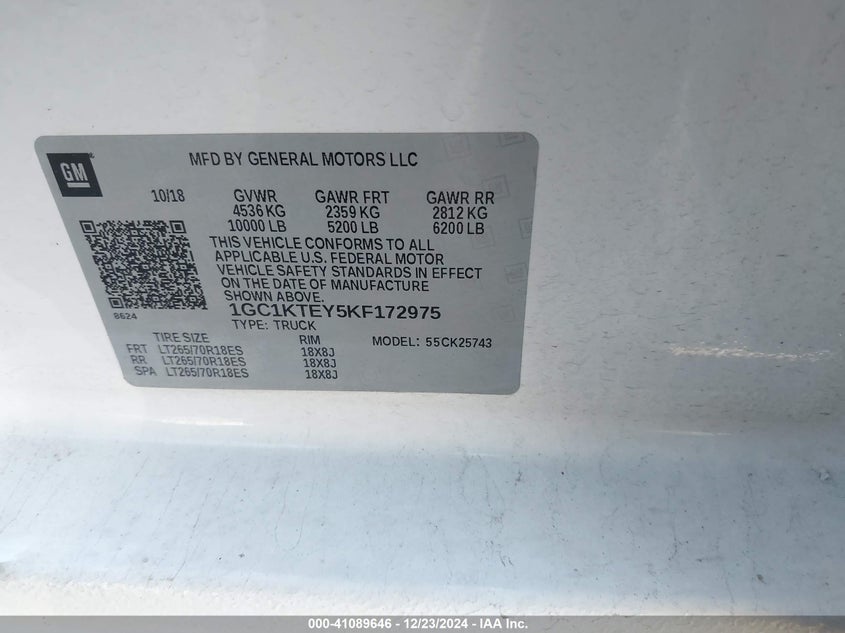 GM
MFD BY GENERAL MOTORS LLC
10/18 GVWR GAWR FRT GAWR RR
4536 KG 2359 KG 2812 KG
10000 LB 5200 LB 6200 LB
THIS VEHICLE CONFORMS TO ALL
APPLICABLE U.S. FEDERAL MOTOR
VEHICLE SAFETY STANDARDS IN EFFECT
ON THE DATE OF MANUFACTURE
SHOWN ABOVE.
8624
1GC1KTEY5KF172975
TYPE: TRUCK
TIRE SIZE RIM MODEL: 55CK25743
FRT LT265/70R18ES 18X8J
RR LT265/70R18ES 18X8J
SPA LT265/70R18ES 18X8J
000-41089646 - 12/23/2024 - IAA Inc.